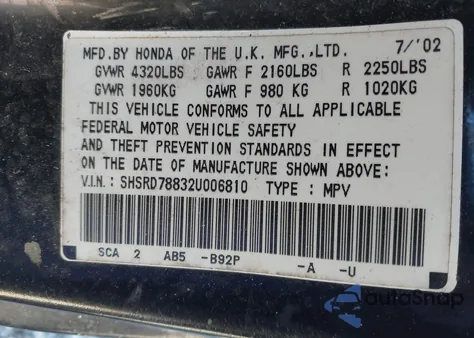 MFD.BY HONDA OF THE U.K. MFG.,LTD. 7/'02
GVWR 4320LBS GAWR F 2160LBS R 2250LBS
GVWR 1960KG GAWR F 980 KG R 1020KG
THIS VEHICLE CONFORMS TO ALL APPLICABLE
FEDERAL MOTOR VEHICLE SAFETY
AND THEFT PREVENTION STANDARDS IN EFFECT
ON THE DATE OF MANUFACTURE SHOWN ABOVE:
V.I.N.: SHSRD78832U006810 TYPE : MPV
SCA 2 AB5 -B92P -A -U
AutoSnap